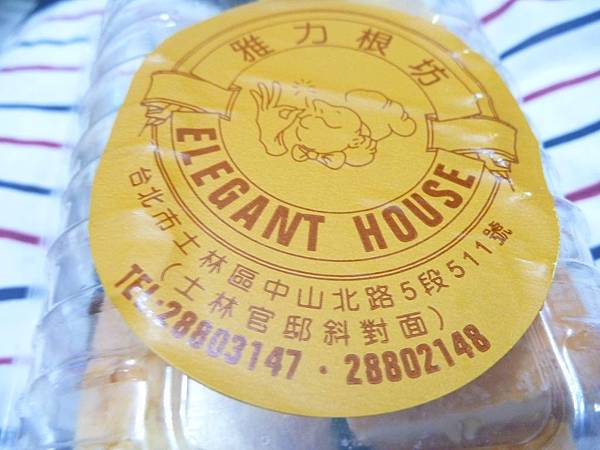 雅力根坊
ELEGANT HOUSE
台北市士林區中山北路5段511號
(士林官邸斜對面)
TEL:28803147・28802148